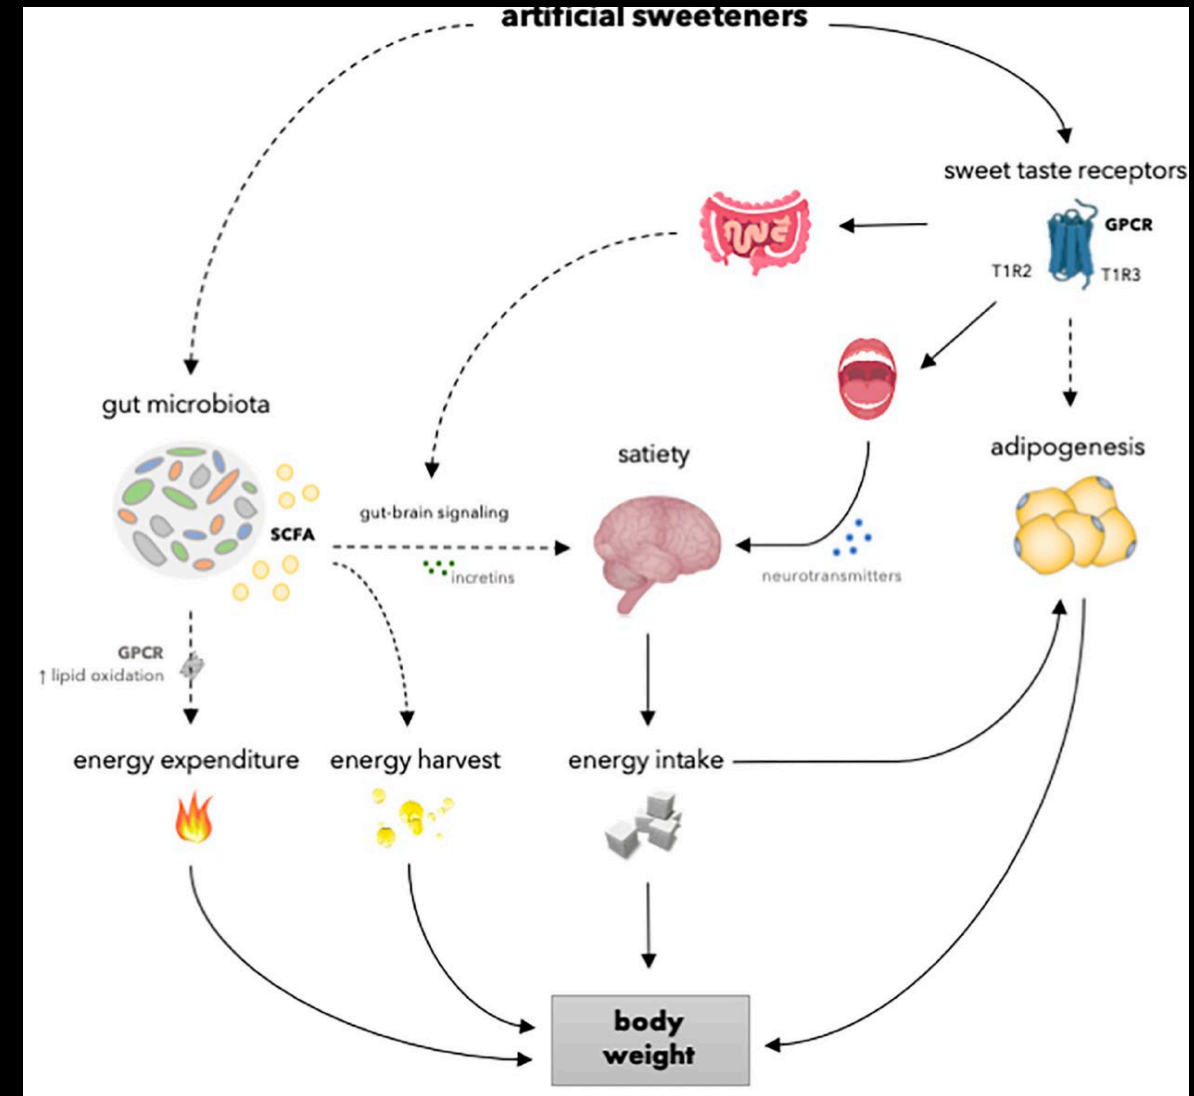 artificial sweeteners
sweet taste receptors
GPCR
T1R2
T1R3
gut microbiota
adipogenesis
satiety
gut-brain signaling
SCFA
incretins
neurotransmitters
GPCR
↑ lipid oxidation
energy expenditure
energy harvest
energy intake
body
weight